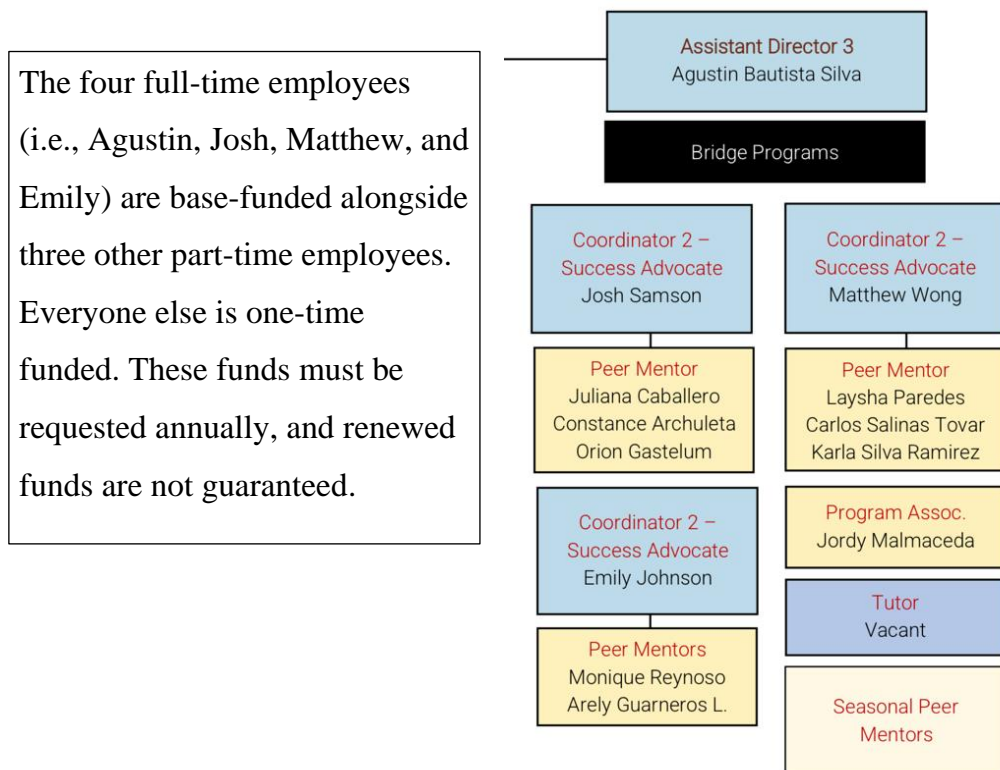 The four full-time employees
(i.e., Agustin, Josh, Matthew, and
Emily) are base-funded alongside
three other part-time employees.
Everyone else is one-time
funded. These funds must be
requested annually, and renewed
funds are not guaranteed.
Assistant Director 3
Agustin Bautista Silva
Bridge Programs
Coordinator 2 –
Success Advocate
Josh Samson
Peer Mentor
Juliana Caballero
Constance Archuleta
Orion Gastelum
Coordinator 2 –
Success Advocate
Emily Johnson
Peer Mentors
Monique Reynoso
Arely Guarneros L.
Coordinator 2 –
Success Advocate
Matthew Wong
Peer Mentor
Laysha Paredes
Carlos Salinas Tovar
Karla Silva Ramirez
Program Assoc.
Jordy Malmaceda
Tutor
Vacant
Seasonal Peer
Mentors